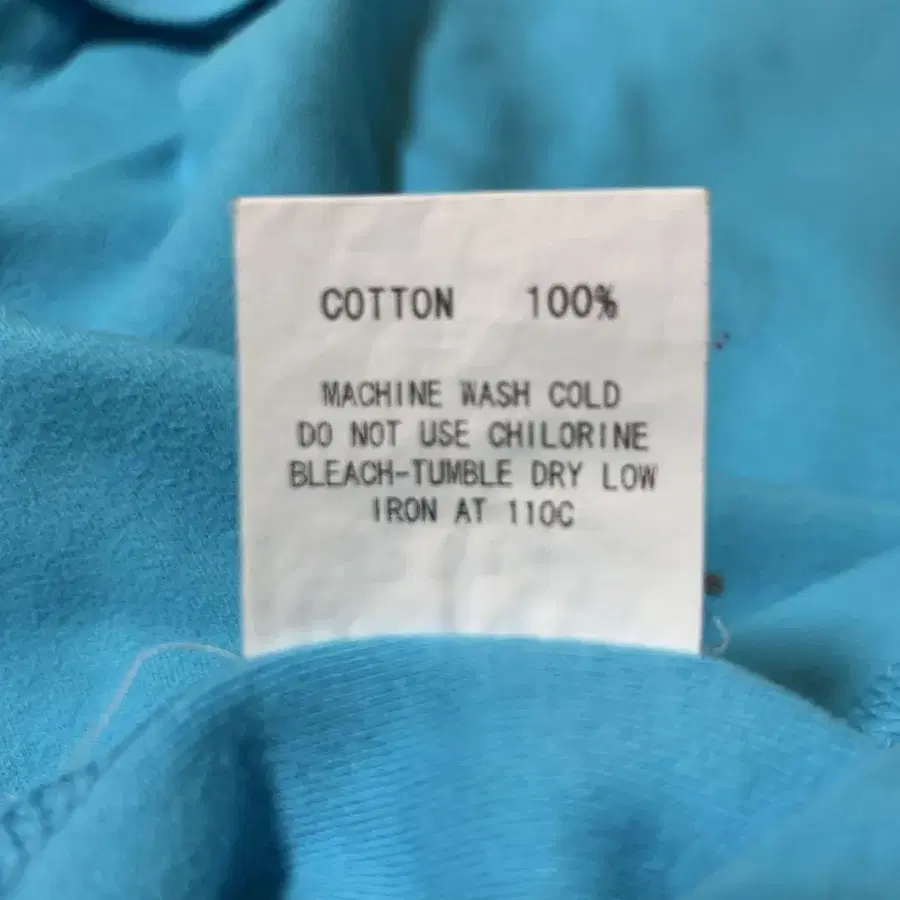 COTTON 100%
MACHINE WASH COLD
DO NOT USE CHILORINE
BLEACH-TUMBLE DRY LOW
IRON AT 110C